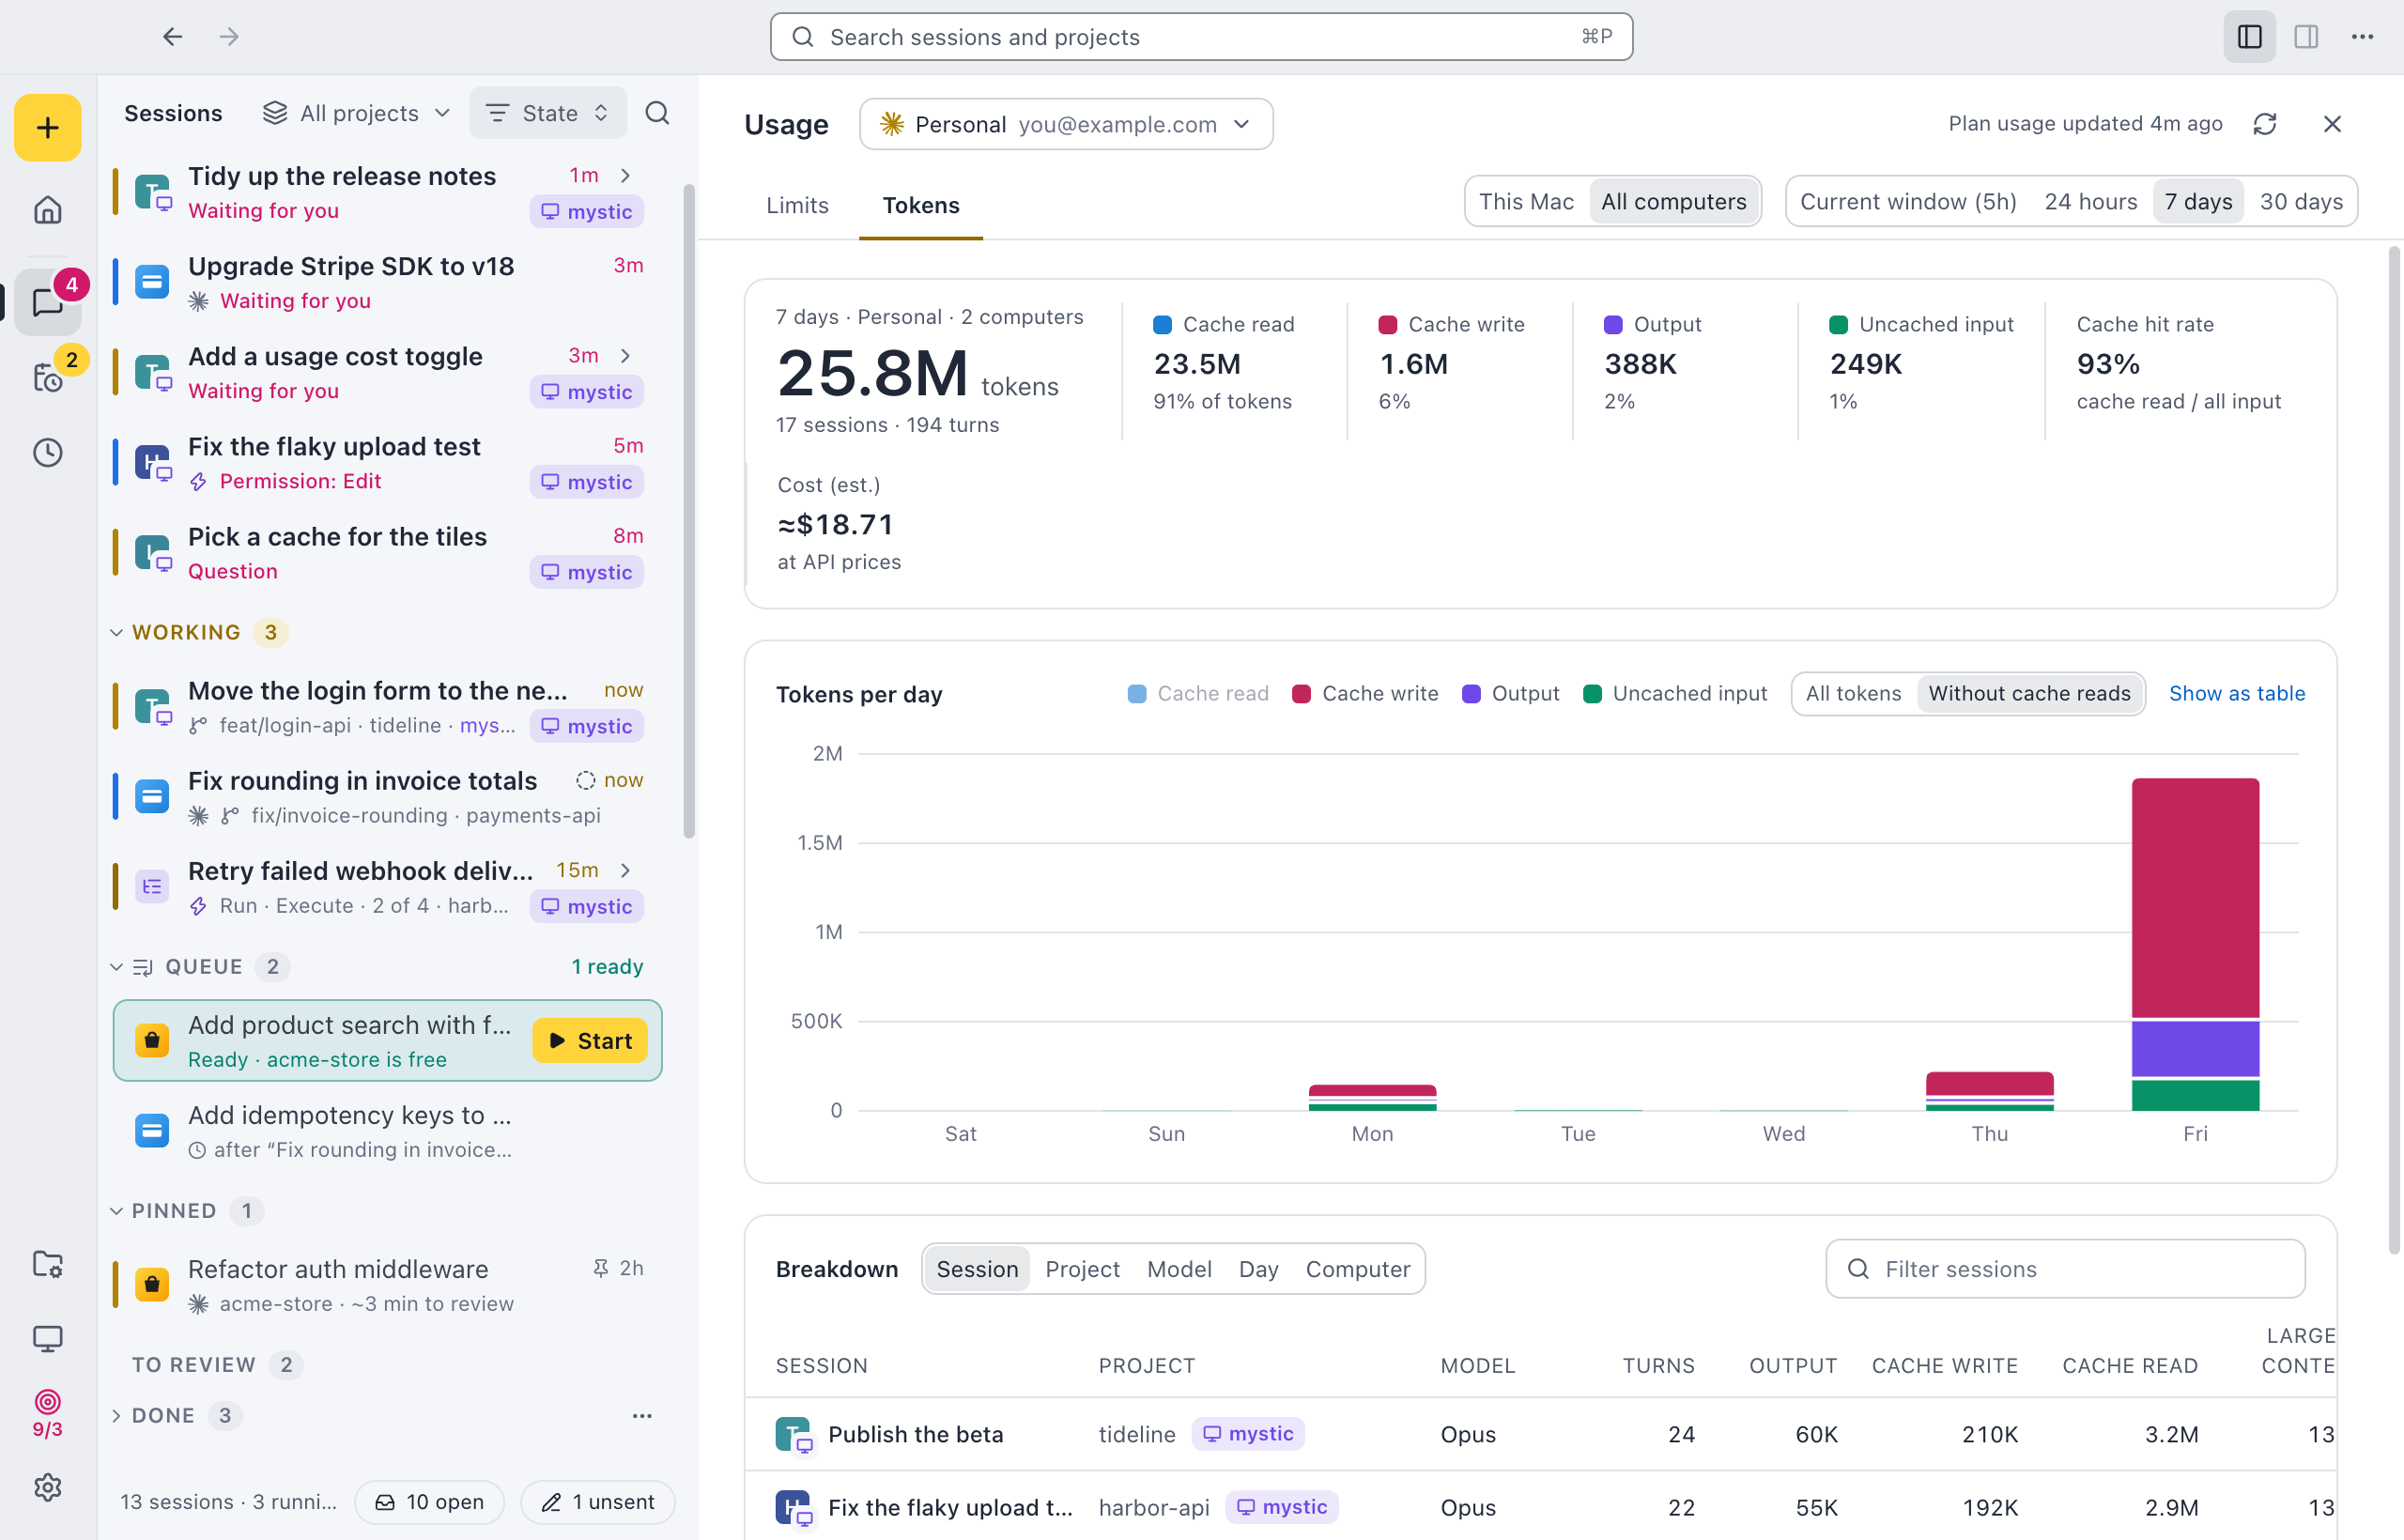 Search sessions and projects ⌘P
Sessions All projects State
Tidy up the release notes 1m
Waiting for you mystic
Upgrade Stripe SDK to v18 3m
Waiting for you
Add a usage cost toggle 3m
Waiting for you mystic
Fix the flaky upload test 5m
Permission: Edit mystic
Pick a cache for the tiles 8m
Question mystic
WORKING 3
Move the login form to the ne... now
feat/login-api · tideline · mys... mystic
Fix rounding in invoice totals now
fix/invoice-rounding · payments-api
Retry failed webhook deliv... 15m
Run · Execute · 2 of 4 · harb... mystic
QUEUE 2 1 ready
Add product search with f...
Ready · acme-store is free
Start
Add idempotency keys to ...
after “Fix rounding in invoice...
PINNED 1
Refactor auth middleware 2h
acme-store · ~3 min to review
TO REVIEW 2
DONE 3
13 sessions · 3 runni... 10 open 1 unsent
4
2
9/3
Usage Personal you@example.com Plan usage updated 4m ago
Limits Tokens This Mac All computers Current window (5h) 24 hours 7 days 30 days
7 days · Personal · 2 computers
25.8M tokens
17 sessions · 194 turns
Cache read
23.5M
91% of tokens
Cache write
1.6M
6%
Output
388K
2%
Uncached input
249K
1%
Cache hit rate
93%
cache read / all input
Cost (est.)
≈$18.71
at API prices
Tokens per day Cache read Cache write Output Uncached input All tokens Without cache reads Show as table
2M
1.5M
1M
500K
0
Sat Sun Mon Tue Wed Thu Fri
Breakdown Session Project Model Day Computer Filter sessions
SESSION PROJECT MODEL TURNS OUTPUT CACHE WRITE CACHE READ LARGE
CONTE
T Publish the beta tideline mystic Opus 24 60K 210K 3.2M 13
H Fix the flaky upload t... harbor-api mystic Opus 22 55K 192K 2.9M 13